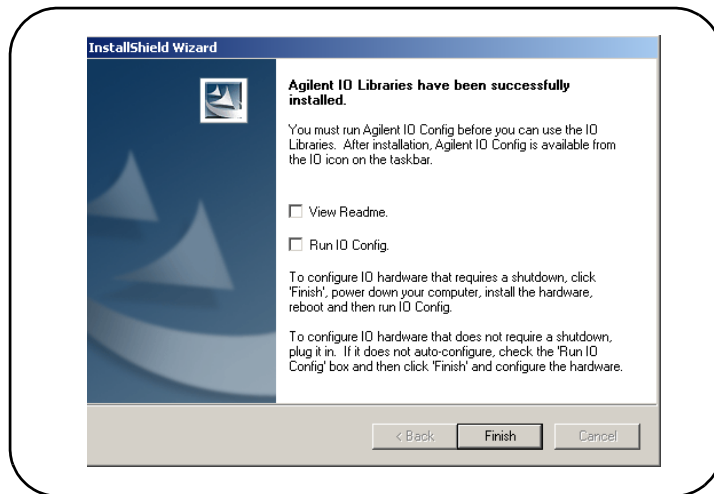 InstallShield Wizard
Agilent IO Libraries have been successfully
installed.
You must run Agilent IO Config before you can use the IO
Libraries.  After installation, Agilent IO Config is available from
the IO icon on the taskbar.
View Readme.
Run IO Config.
To configure IO hardware that requires a shutdown, click
'Finish', power down your computer, install the hardware,
reboot and then run IO Config.
To configure IO hardware that does not require a shutdown,
plug it in.  If it does not auto-configure, check the 'Run IO
Config' box and then click 'Finish' and configure the hardware.
< Back
Finish
Cancel